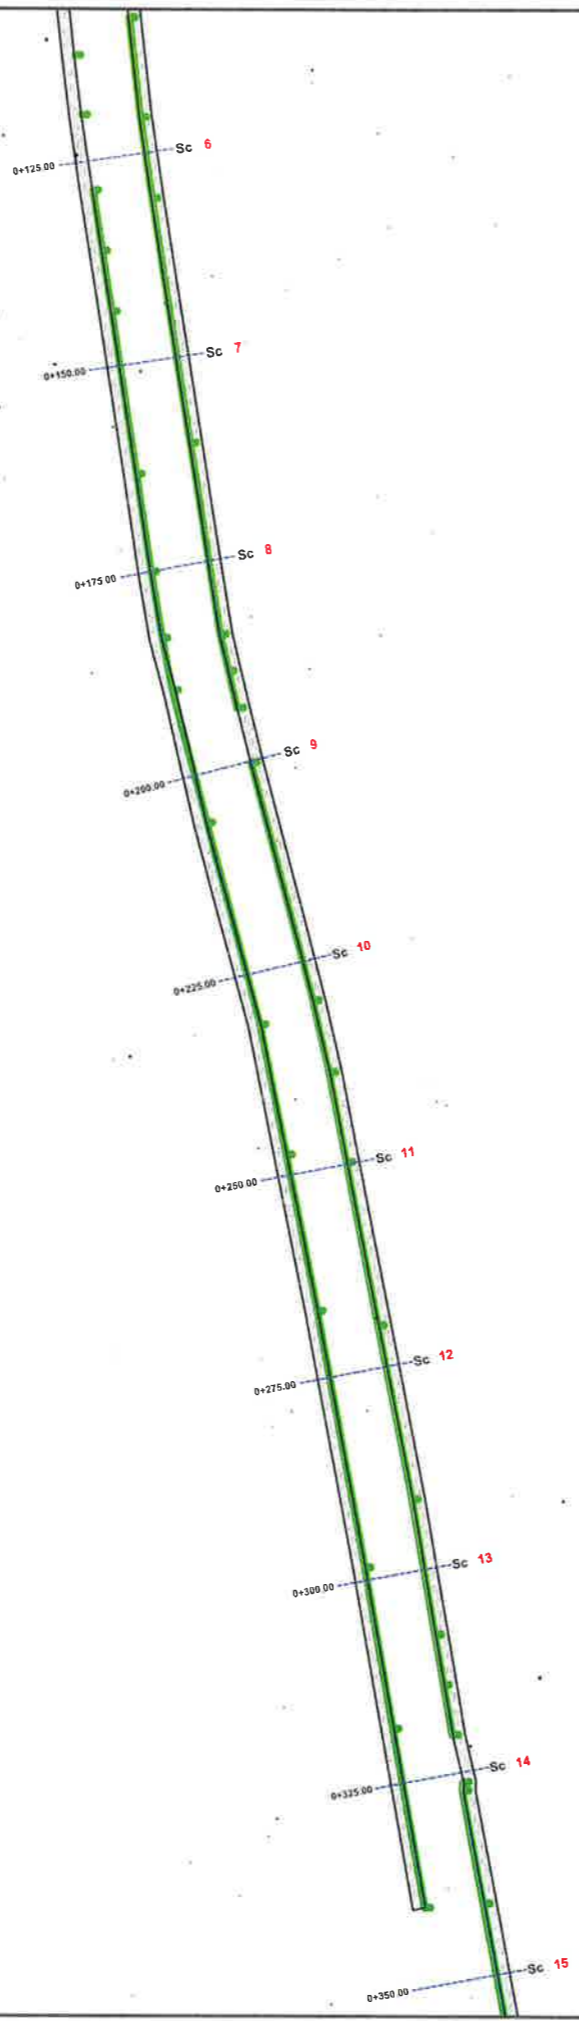 Sc 6
0+125.00
Sc 7
0+150.00
Sc 8
0+175.00
Sc 9
0+200.00
Sc 10
0+225.00
Sc 11
0+250.00
Sc 12
0+275.00
Sc 13
0+300.00
Sc 14
0+325.00
Sc 15
0+350.00